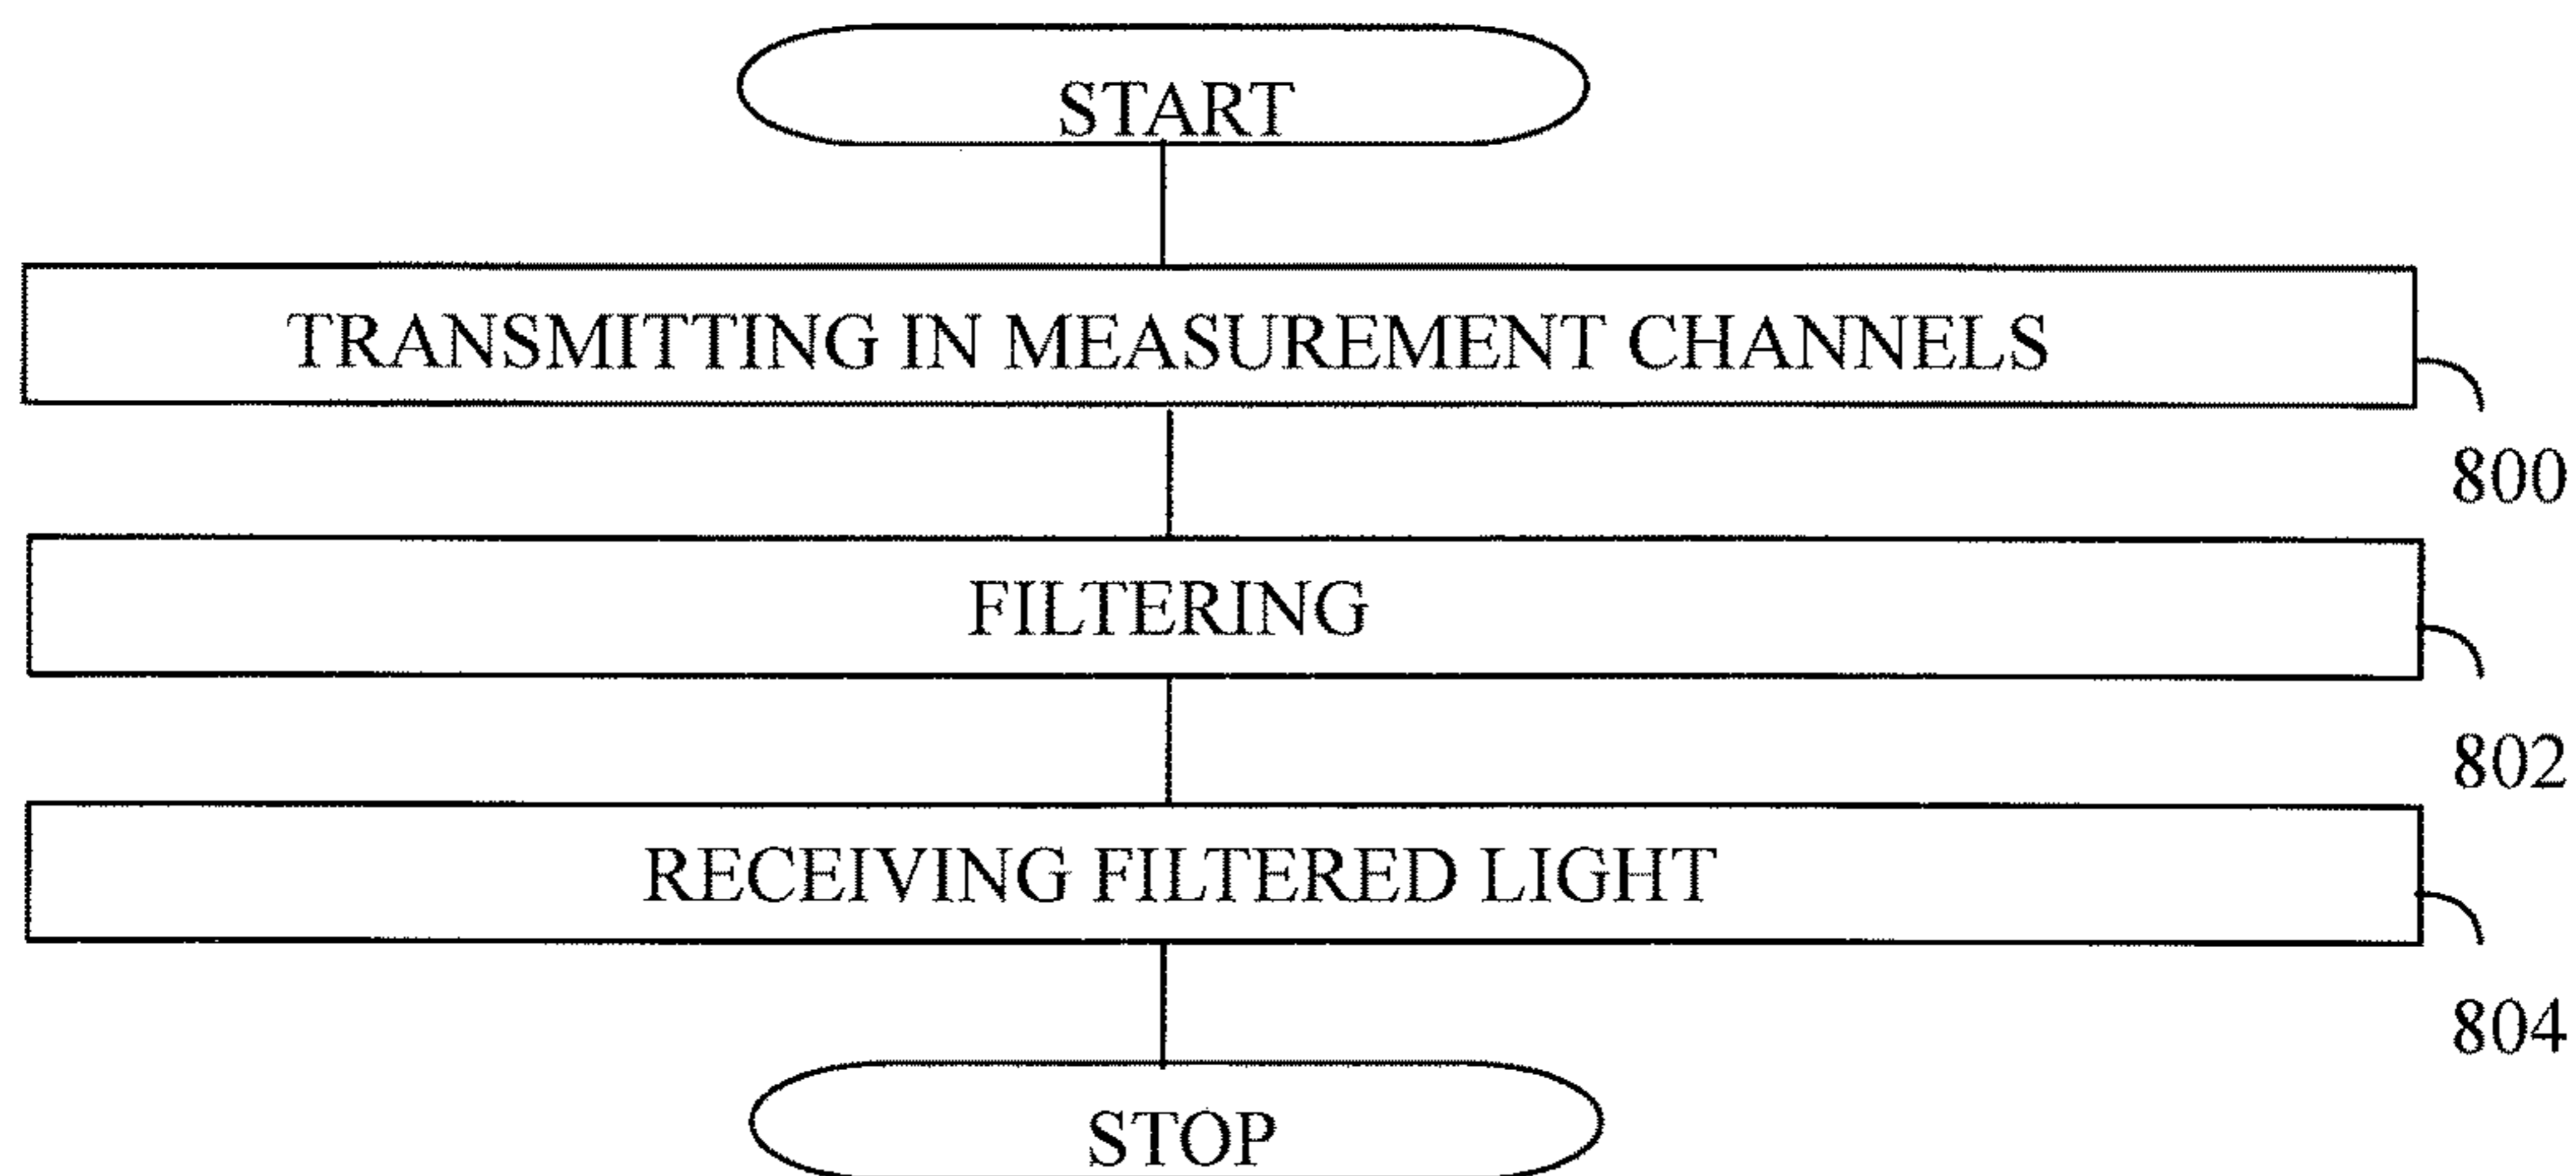 START
TRANSMITTING IN MEASUREMENT CHANNELS
800
FILTERING
802
RECEIVING FILTERED LIGHT
804
STOP